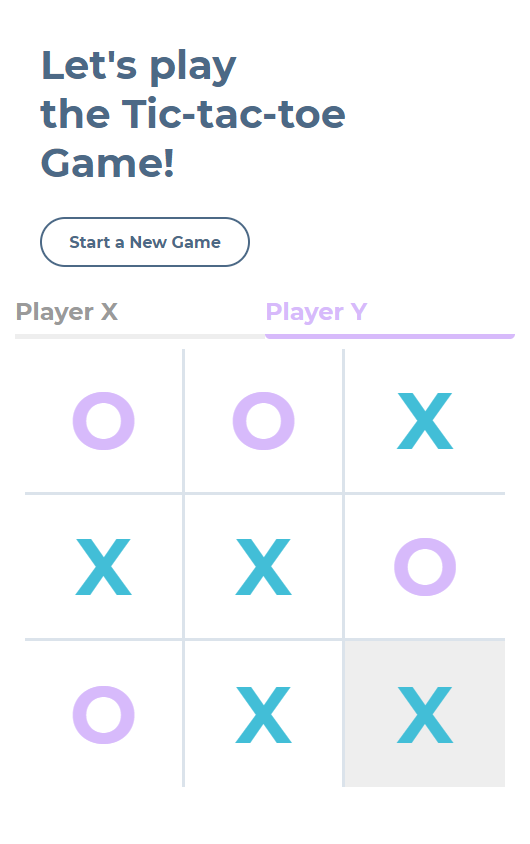 Let's play
the Tic-tac-toe
Game!
Start a New Game
Player X Player Y
O O X
X X O
O X X